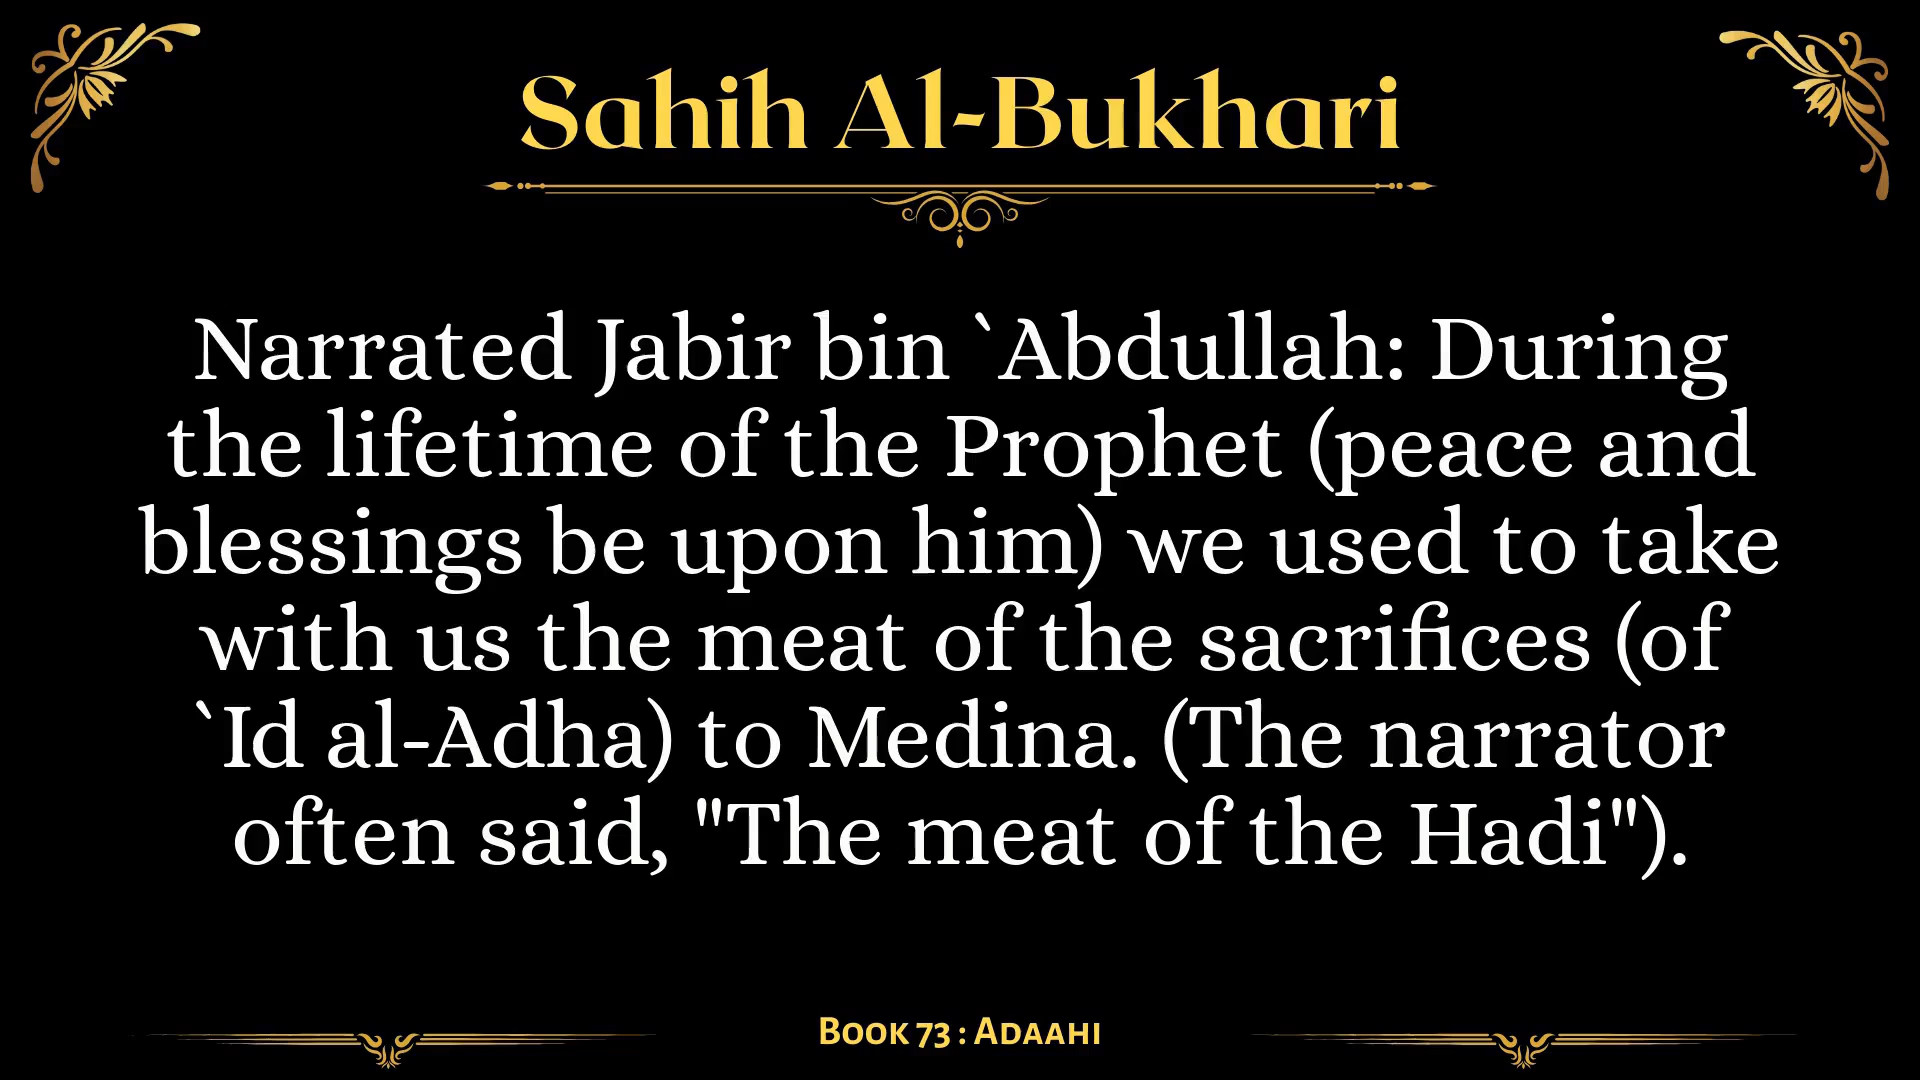 Sahih Al-Bukhari
Narrated Jabir bin `Abdullah: During
the lifetime of the Prophet (peace and
blessings be upon him) we used to take
with us the meat of the sacrifices (of
`Id al-Adha) to Medina. (The narrator
often said, "The meat of the Hadi").
Book 73 : Adaahi